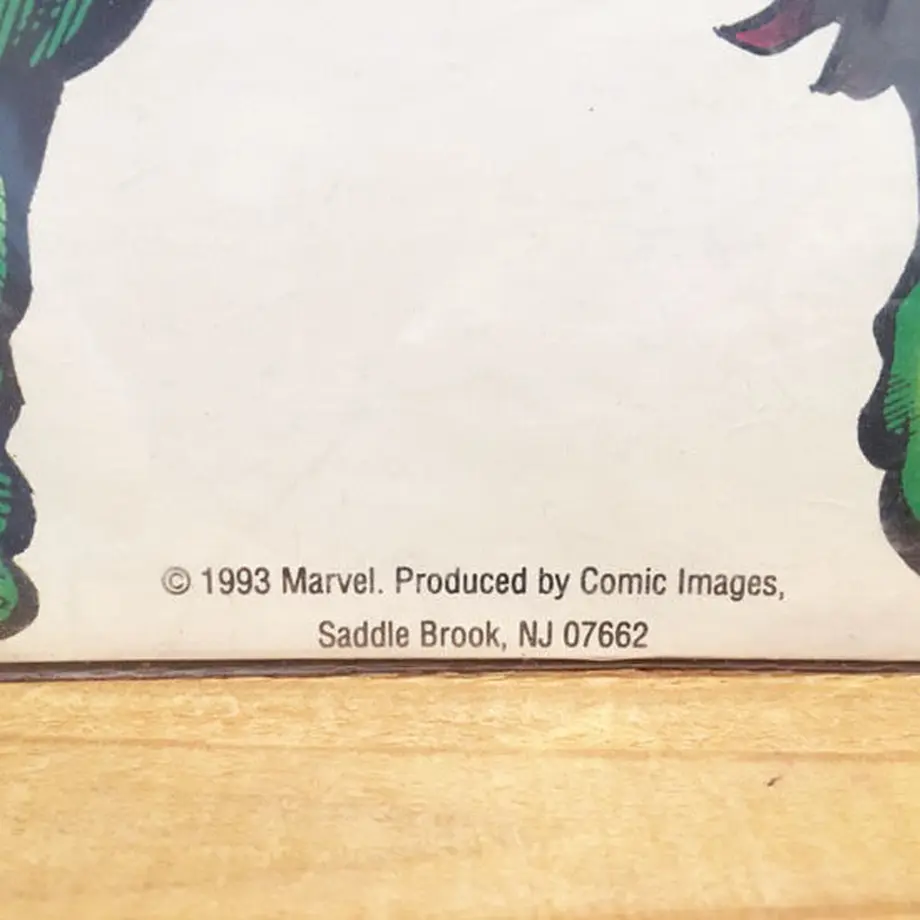 © 1993 Marvel. Produced by Comic Images,
Saddle Brook, NJ 07662